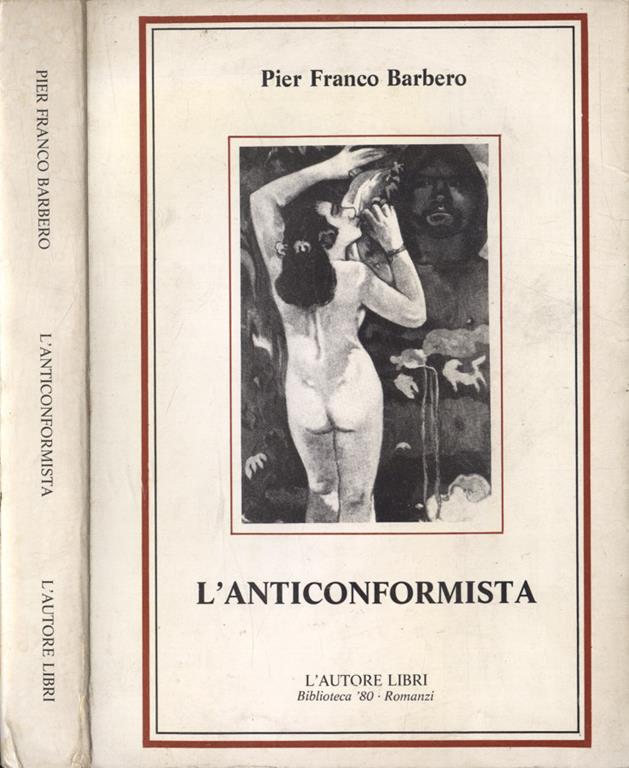 PIER FRANCO BARBERO
L'ANTICONFORMISTA
L'AUTORE LIBRI
Pier Franco Barbero
L'ANTICONFORMISTA
L'AUTORE LIBRI
Biblioteca '80 · Romanzi